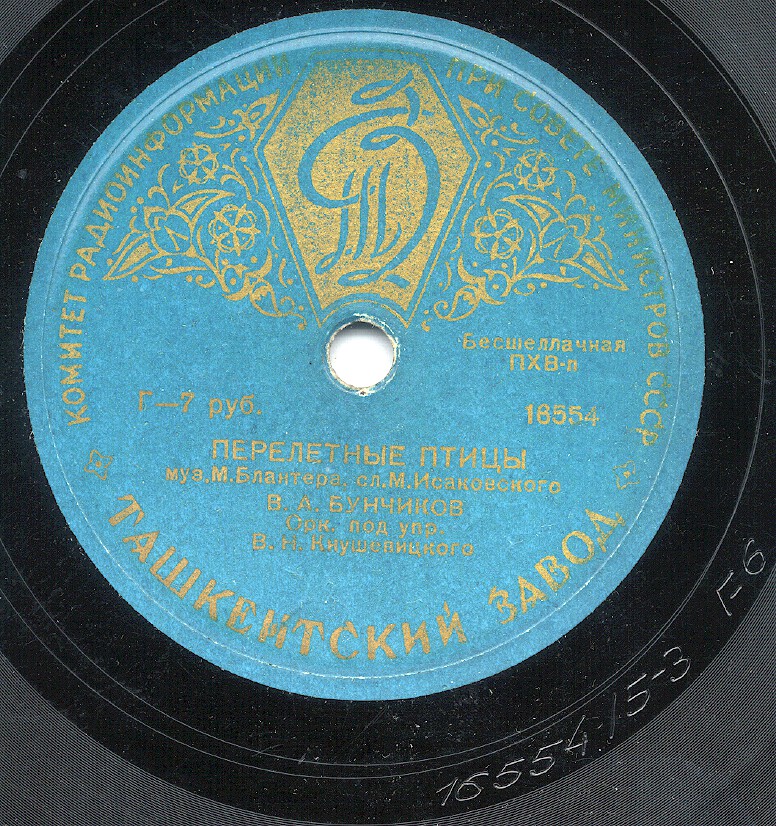 КОМИТЕТ РАДИОИНФОРМАЦИИ ПРИ СОВЕТЕ МИНИСТРОВ СССР
Бесшеллачная
ПХВ-п
Г—7 руб.
16554
ПЕРЕЛЕТНЫЕ ПТИЦЫ
муз.М.Блантера, сл.М.Исаковского
В. А. БУНЧИКОВ
Орк. под упр.
В. Н. Кнушевицкого
ТАШКЕНТСКИЙ ЗАВОД
16554 15-3 Г-6